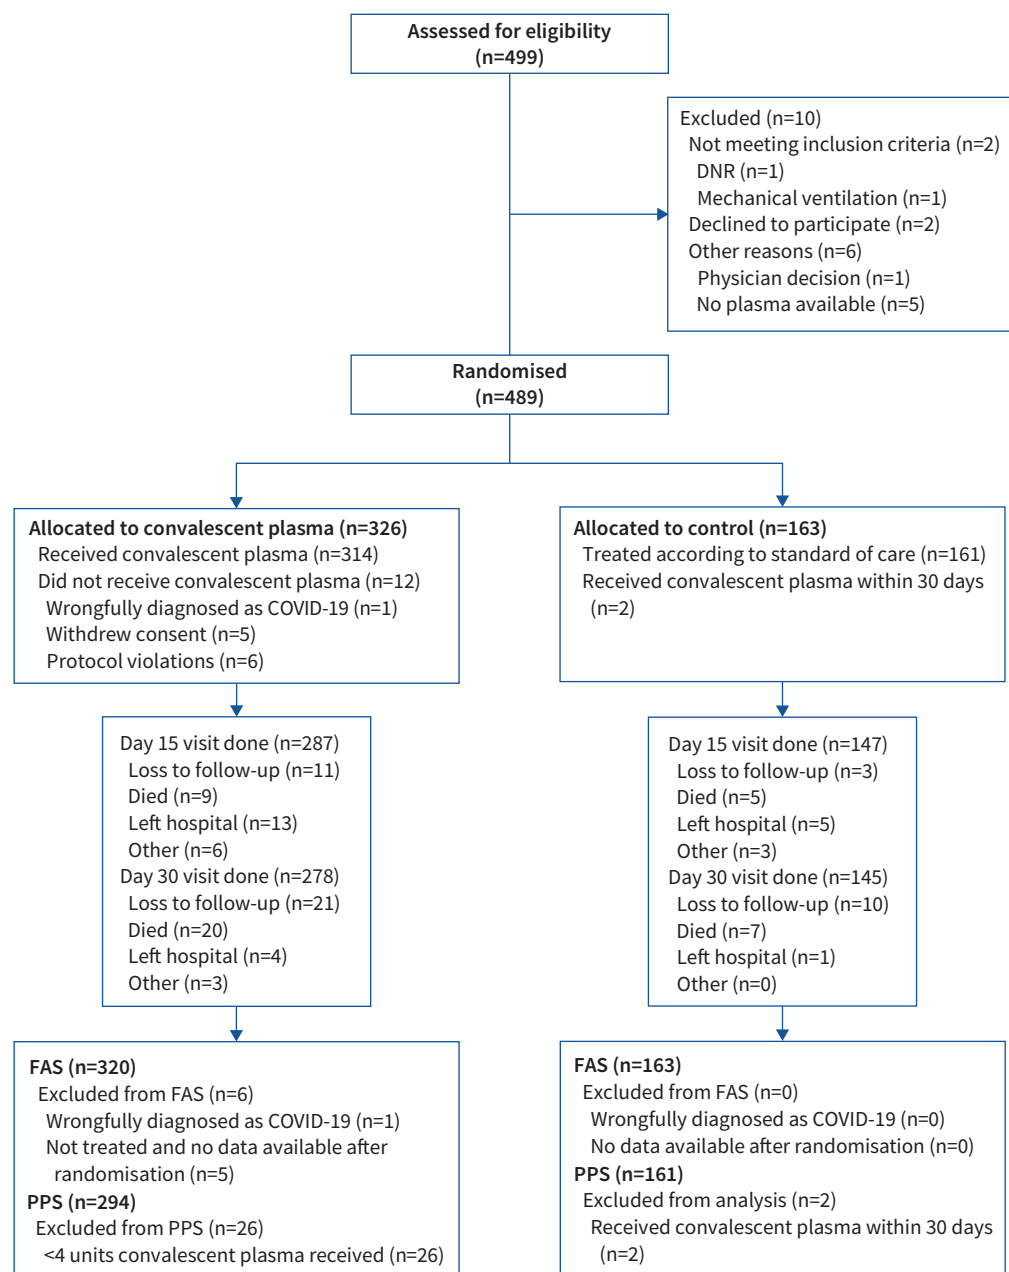 Assessed for eligibility
(n=499)
Excluded (n=10)
Not meeting inclusion criteria (n=2)
DNR (n=1)
Mechanical ventilation (n=1)
Declined to participate (n=2)
Other reasons (n=6)
Physician decision (n=1)
No plasma available (n=5)
Randomised
(n=489)
Allocated to convalescent plasma (n=326)
Received convalescent plasma (n=314)
Did not receive convalescent plasma (n=12)
Wrongfully diagnosed as COVID-19 (n=1)
Withdrew consent (n=5)
Protocol violations (n=6)
Allocated to control (n=163)
Treated according to standard of care (n=161)
Received convalescent plasma within 30 days
(n=2)
Day 15 visit done (n=287)
Loss to follow-up (n=11)
Died (n=9)
Left hospital (n=13)
Other (n=6)
Day 30 visit done (n=278)
Loss to follow-up (n=21)
Died (n=20)
Left hospital (n=4)
Other (n=3)
Day 15 visit done (n=147)
Loss to follow-up (n=3)
Died (n=5)
Left hospital (n=5)
Other (n=3)
Day 30 visit done (n=145)
Loss to follow-up (n=10)
Died (n=7)
Left hospital (n=1)
Other (n=0)
FAS (n=320)
Excluded from FAS (n=6)
Wrongfully diagnosed as COVID-19 (n=1)
Not treated and no data available after
randomisation (n=5)
PPS (n=294)
Excluded from PPS (n=26)
<4 units convalescent plasma received (n=26)
FAS (n=163)
Excluded from FAS (n=0)
Wrongfully diagnosed as COVID-19 (n=0)
No data available after randomisation (n=0)
PPS (n=161)
Excluded from analysis (n=2)
Received convalescent plasma within 30 days
(n=2)